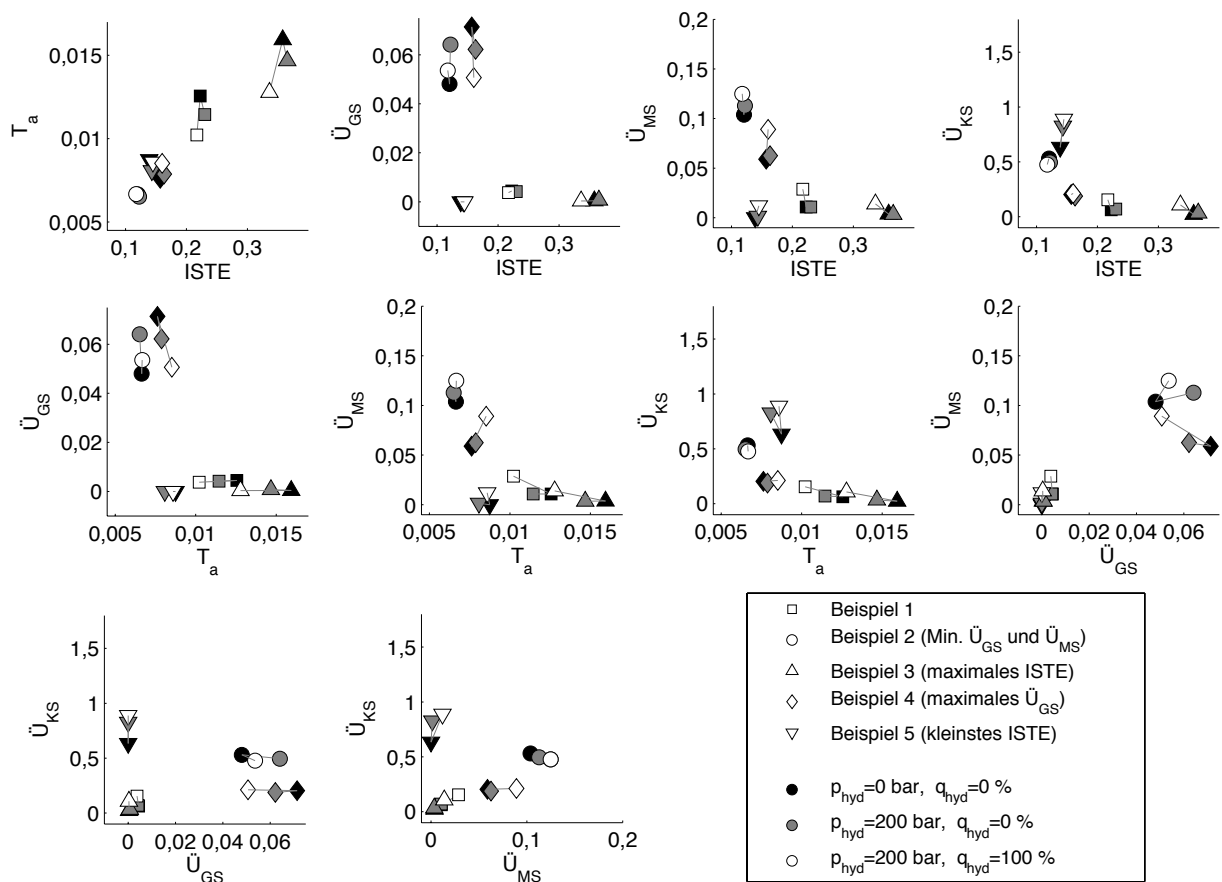 0,015
0,01
0,005
T_a
0,1 0,2 0,3
ISTE
0,06
0,04
0,02
0
Ü_GS
0,1 0,2 0,3
ISTE
0,2
0,15
0,1
0,05
0
Ü_MS
0,1 0,2 0,3
ISTE
1,5
1
0,5
0
Ü_KS
0,1 0,2 0,3
ISTE
0,06
0,04
0,02
0
Ü_GS
0,005 0,01 0,015
T_a
0,2
0,15
0,1
0,05
0
Ü_MS
0,005 0,01 0,015
T_a
1,5
1
0,5
0
Ü_KS
0,005 0,01 0,015
T_a
0,2
0,15
0,1
0,05
0
Ü_MS
0 0,02 0,04 0,06
Ü_GS
1,5
1
0,5
0
Ü_KS
0 0,02 0,04 0,06
Ü_GS
1,5
1
0,5
0
Ü_KS
0 0,1 0,2
Ü_MS
Beispiel 1
Beispiel 2 (Min. Ü_GS und Ü_MS)
Beispiel 3 (maximales ISTE)
Beispiel 4 (maximales Ü_GS)
Beispiel 5 (kleinstes ISTE)
p_hyd=0 bar, q_hyd=0 %
p_hyd=200 bar, q_hyd=0 %
p_hyd=200 bar, q_hyd=100 %